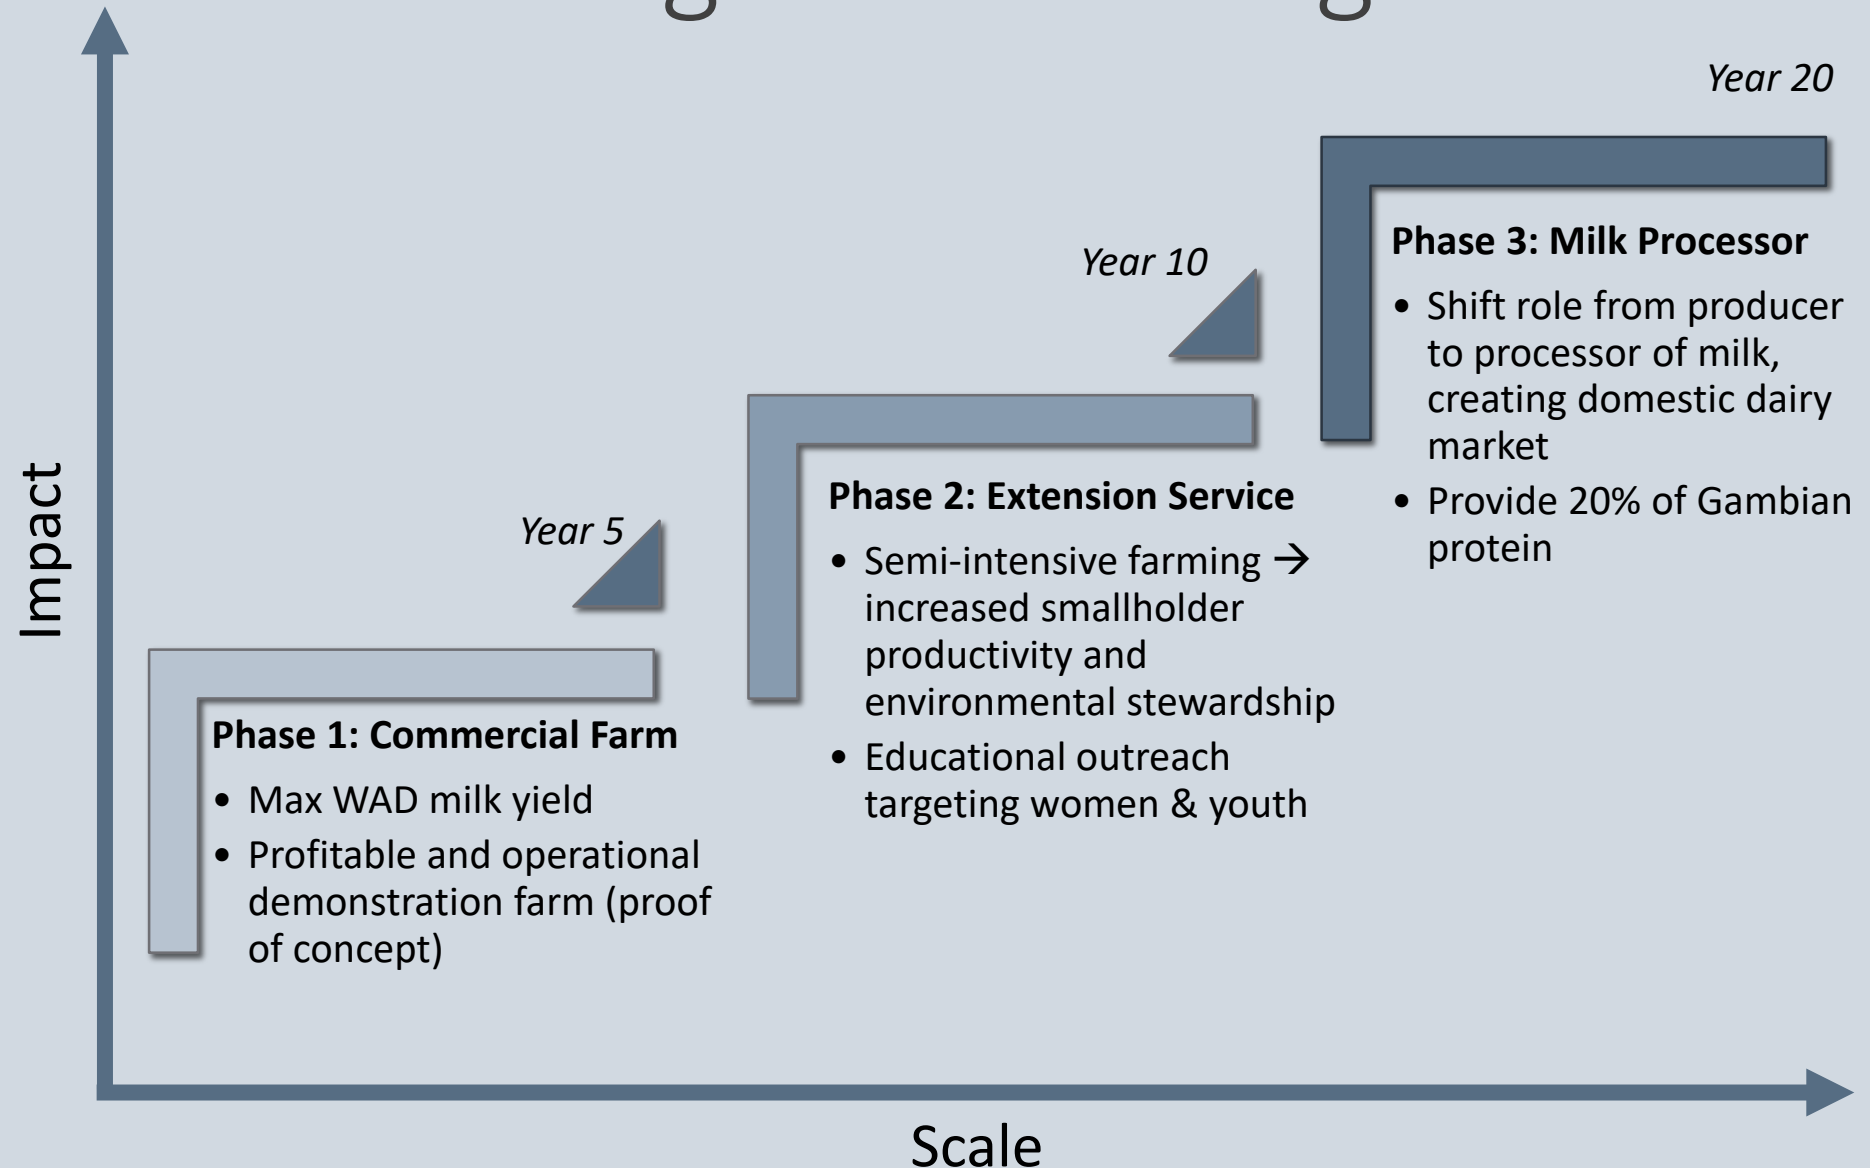 Year 20
Phase 3: Milk Processor
• Shift role from producer
to processor of milk,
creating domestic dairy
market
• Provide 20% of Gambian
protein
Year 10
Phase 2: Extension Service
• Semi-intensive farming →
increased smallholder
productivity and
environmental stewardship
• Educational outreach
targeting women & youth
Year 5
Phase 1: Commercial Farm
• Max WAD milk yield
• Profitable and operational
demonstration farm (proof
of concept)
Impact
Scale